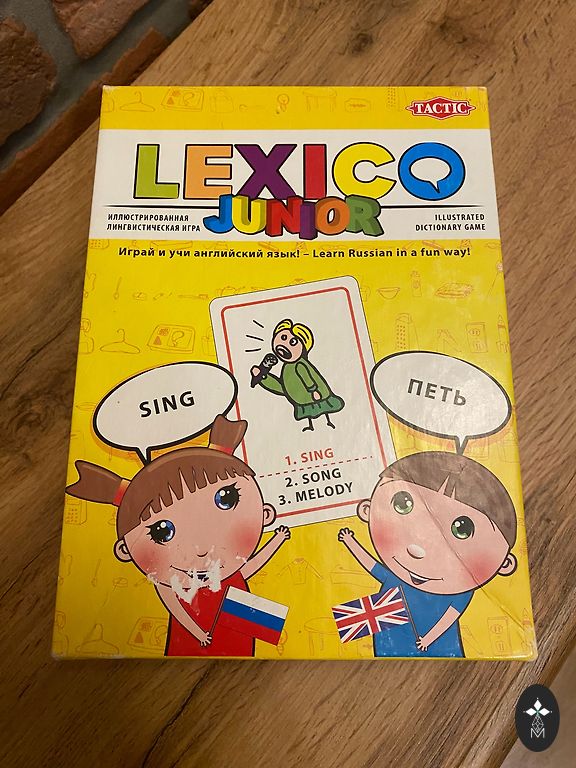 TACTIC
LEXICO
JUNIOR
ИЛЛЮСТРИРОВАННАЯ
ЛИНГВИСТИЧЕСКАЯ ИГРА
ILLUSTRATED
DICTIONARY GAME
Играй и учи английский язык! – Learn Russian in a fun way!
SING
ПЕТЬ
1. SING
2. SONG
3. MELODY
M